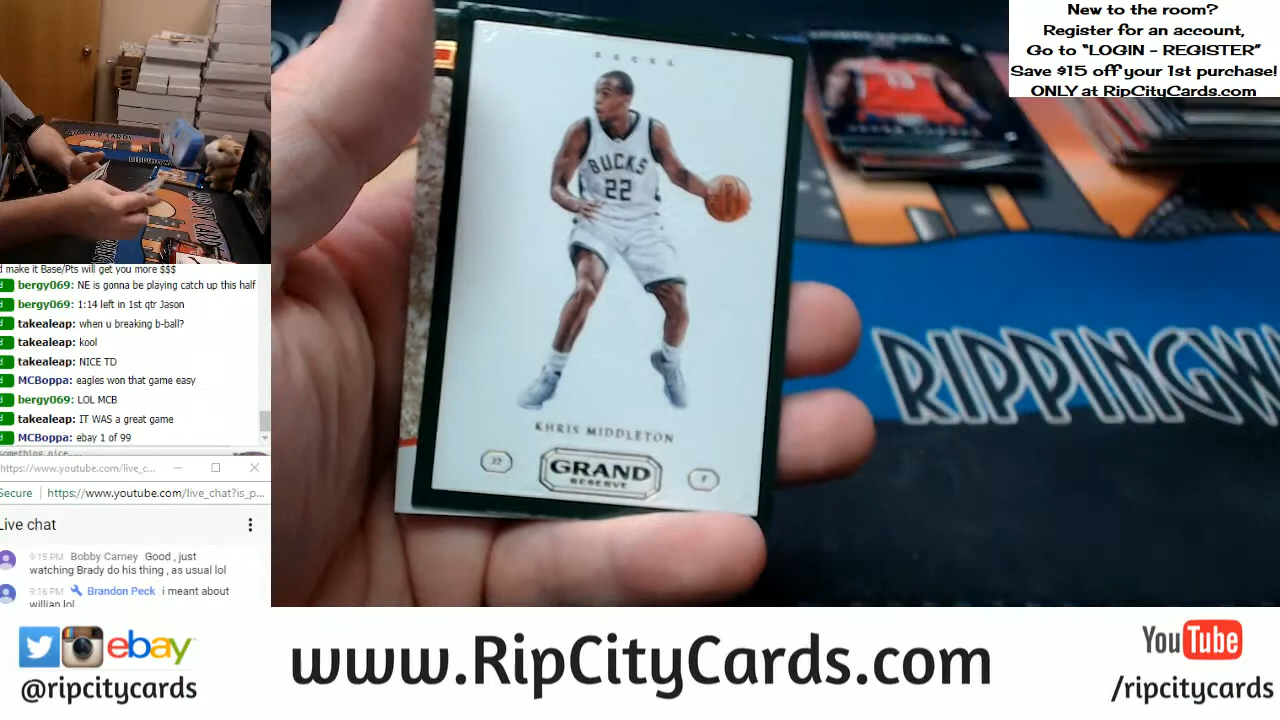 New to the room?
Register for an account,
Go to “LOGIN - REGISTER”
Save $15 off your 1st purchase!
ONLY at RipCityCards.com
RIP CITY CARDS
BUCKS
BUCKS
22
KHRIS MIDDLETON
22
GRAND
RESERVE
F
RIPPINGW
d make it Base/Pts will get you more $$$
bergy069: NE is gonna be playing catch up this half
bergy069: 1:14 left in 1st qtr Jason
takealeap: when u breaking b-ball?
takealeap: kool
takealeap: NICE TD
MCBoppa: eagles won that game easy
bergy069: LOL MCB
takealeap: IT WAS a great game
MCBoppa: ebay 1 of 99
something nice...
https://www.youtube.com/live_c...
Secure https://www.youtube.com/live_chat?is_p...
Live chat
9:15 PM Bobby Carney Good , just
watching Brady do his thing , as usual lol
9:16 PM Brandon Peck i meant about
willian lol
ebay
@ripcitycards
www.RipCityCards.com
YouTube
/ripcitycards